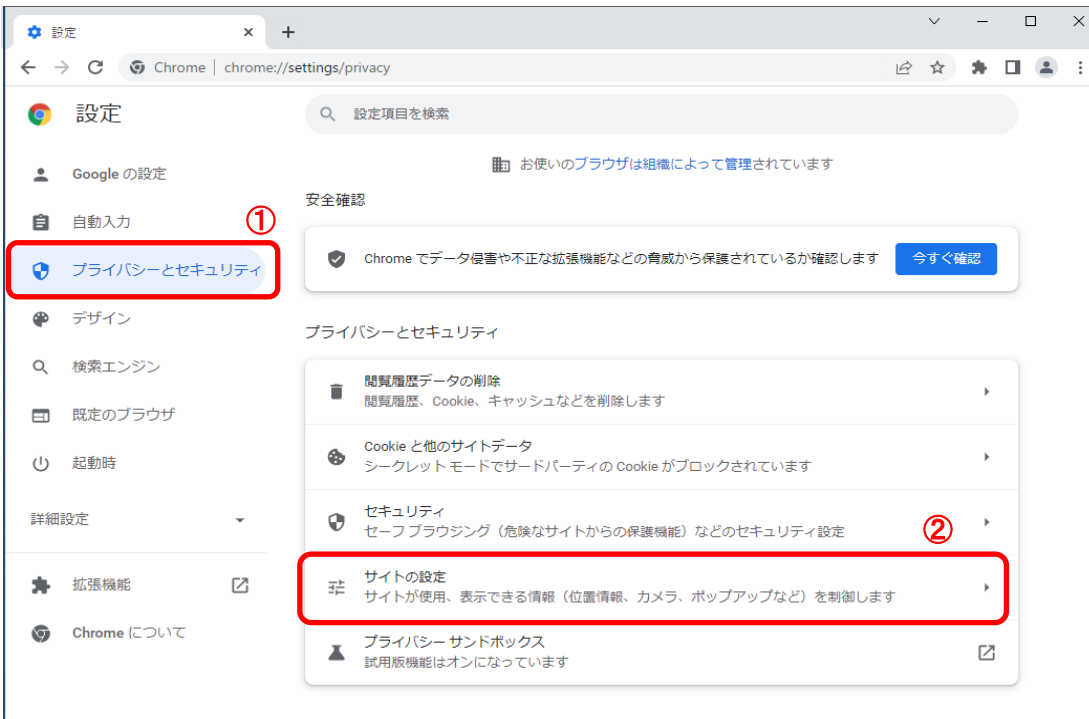 設定
Chrome | chrome://settings/privacy
設定
設定項目を検索
お使いのブラウザは組織によって管理されています
Google の設定
自動入力
①
プライバシーとセキュリティ
デザイン
検索エンジン
既定のブラウザ
起動時
詳細設定
拡張機能
Chrome について
安全確認
Chrome でデータ侵害や不正な拡張機能などの脅威から保護されているか確認します
今すぐ確認
プライバシーとセキュリティ
閲覧履歴データの削除
閲覧履歴、Cookie、キャッシュなどを削除します
Cookie と他のサイトデータ
シークレット モードでサードパーティの Cookie がブロックされています
セキュリティ
セーフ ブラウジング（危険なサイトからの保護機能）などのセキュリティ設定
②
サイトの設定
サイトが使用、表示できる情報（位置情報、カメラ、ポップアップなど）を制御します
プライバシー サンドボックス
試用版機能はオンになっています